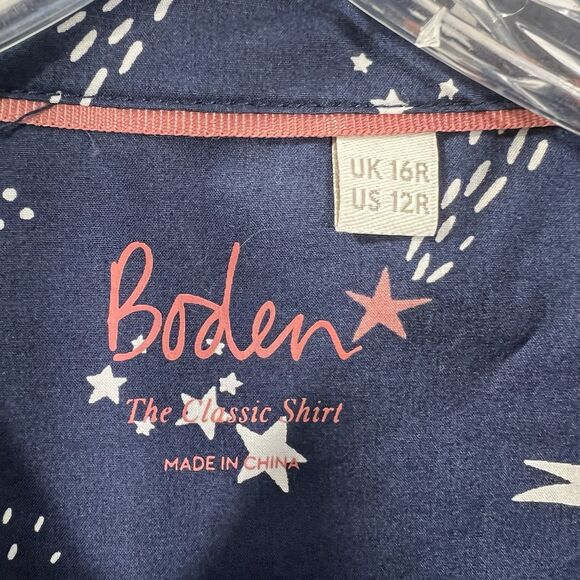 UK 16R
US 12R
Boden
The Classic Shirt
MADE IN CHINA